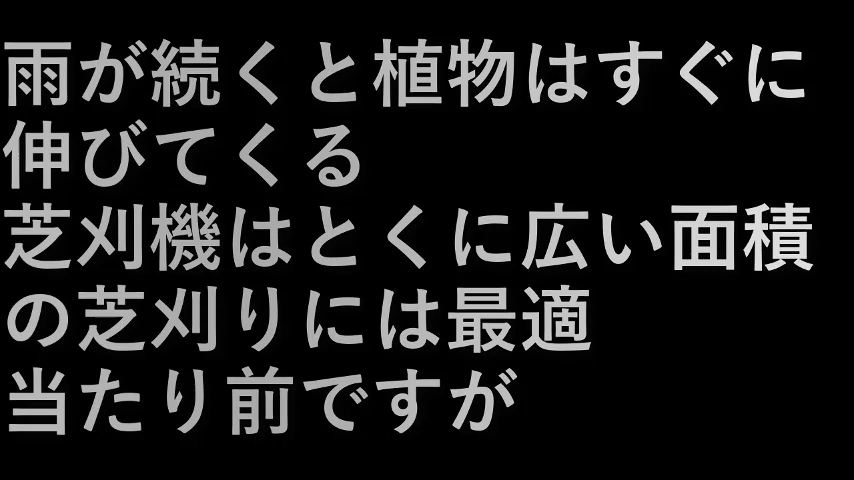 雨が続くと植物はすぐに
伸びてくる
芝刈機はとくに広い面積
の芝刈りには最適
当たり前ですが